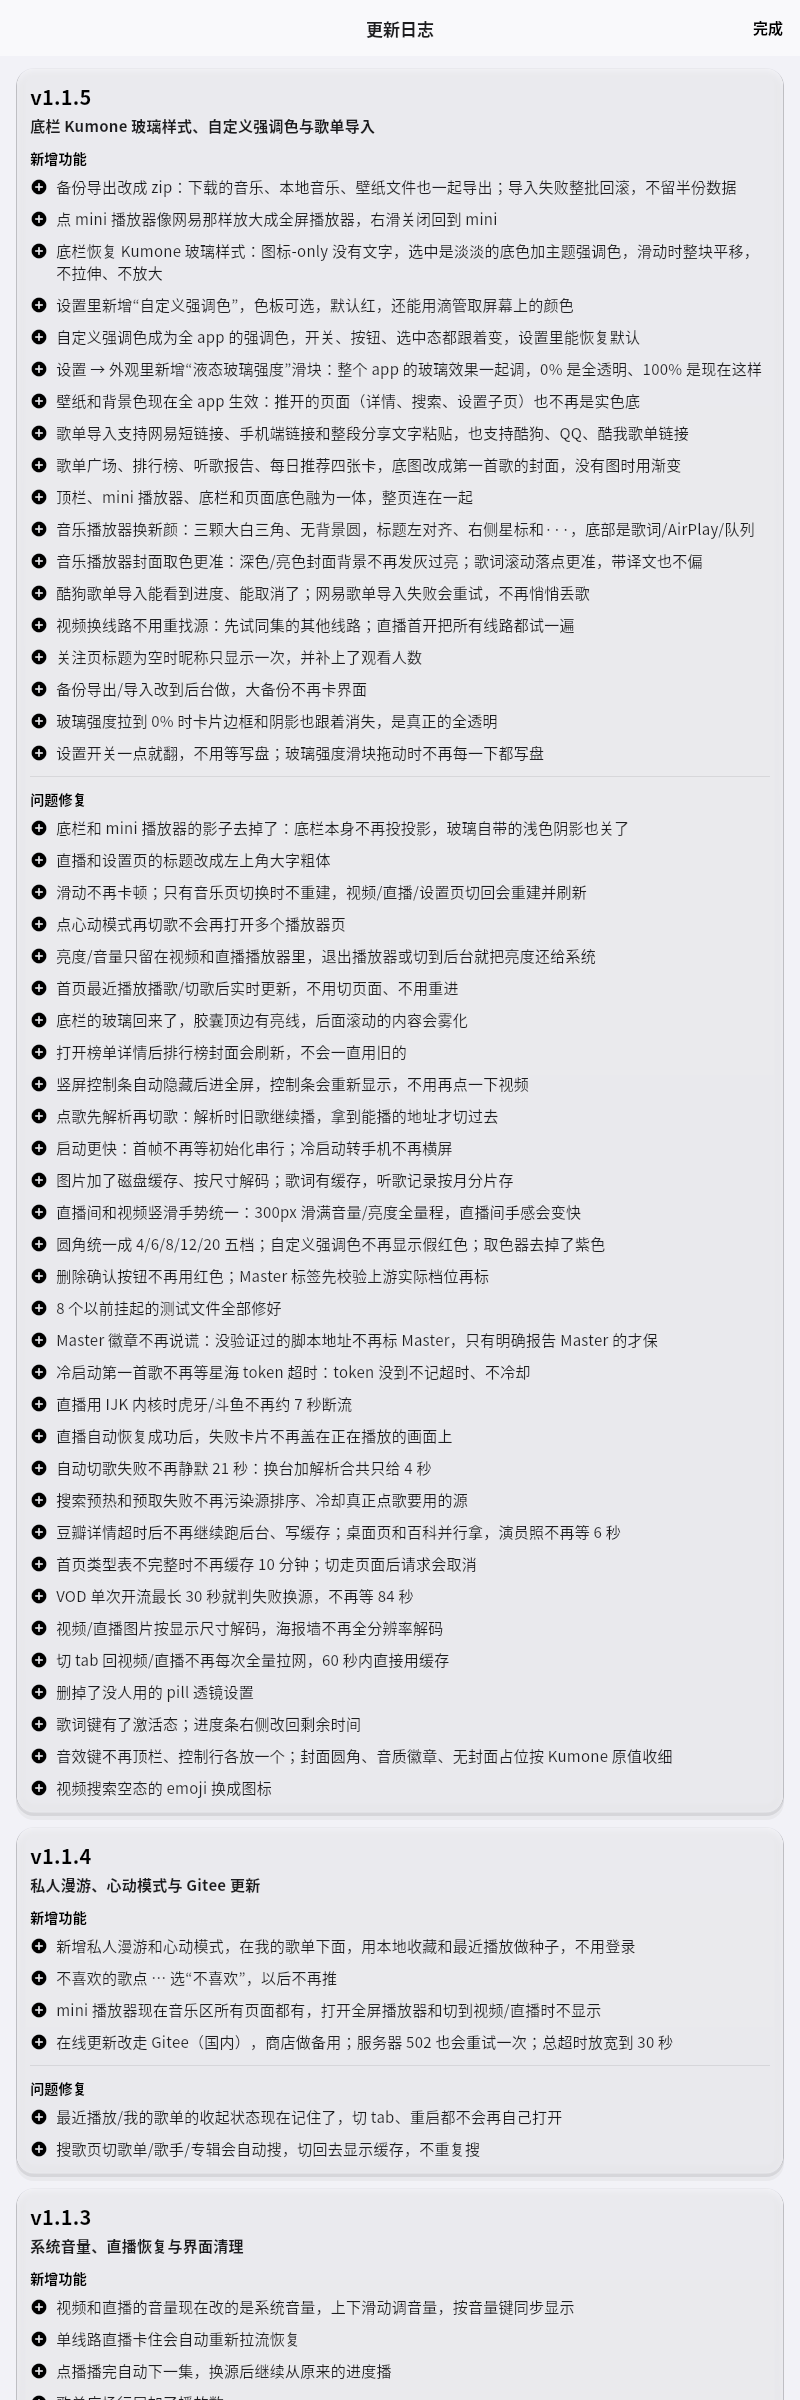 更新日志
完成
v1.1.5
底栏 Kumone 玻璃样式、自定义强调色与歌单导入
新增功能
备份导出改成 zip：下载的音乐、本地音乐、壁纸文件也一起导出；导入失败整批回滚，不留半份数据
点 mini 播放器像网易那样放大成全屏播放器，右滑关闭回到 mini
底栏恢复 Kumone 玻璃样式：图标-only 没有文字，选中是淡淡的底色加主题强调色，滑动时整块平移，
不拉伸、不放大
设置里新增“自定义强调色”，色板可选，默认红，还能用滴管取屏幕上的颜色
自定义强调色成为全 app 的强调色，开关、按钮、选中态都跟着变，设置里能恢复默认
设置 → 外观里新增“液态玻璃强度”滑块：整个 app 的玻璃效果一起调，0% 是全透明、100% 是现在这样
壁纸和背景色现在全 app 生效：推开的页面（详情、搜索、设置子页）也不再是实色底
歌单导入支持网易短链接、手机端链接和整段分享文字粘贴，也支持酷狗、QQ、酷我歌单链接
歌单广场、排行榜、听歌报告、每日推荐四张卡，底图改成第一首歌的封面，没有图时用渐变
顶栏、mini 播放器、底栏和页面底色融为一体，整页连在一起
音乐播放器换新颜：三颗大白三角、无背景圆，标题左对齐、右侧星标和···，底部是歌词/AirPlay/队列
音乐播放器封面取色更准：深色/亮色封面背景不再发灰过亮；歌词滚动落点更准，带译文也不偏
酷狗歌单导入能看到进度、能取消了；网易歌单导入失败会重试，不再悄悄丢歌
视频换线路不用重找源：先试同集的其他线路；直播首开把所有线路都试一遍
关注页标题为空时昵称只显示一次，并补上了观看人数
备份导出/导入改到后台做，大备份不再卡界面
玻璃强度拉到 0% 时卡片边框和阴影也跟着消失，是真正的全透明
设置开关一点就翻，不用等写盘；玻璃强度滑块拖动时不再每一下都写盘
问题修复
底栏和 mini 播放器的影子去掉了：底栏本身不再投投影，玻璃自带的浅色阴影也关了
直播和设置页的标题改成左上角大字粗体
滑动不再卡顿；只有音乐页切换时不重建，视频/直播/设置页切回会重建并刷新
点心动模式再切歌不会再打开多个播放器页
亮度/音量只留在视频和直播播放器里，退出播放器或切到后台就把亮度还给系统
首页最近播放播歌/切歌后实时更新，不用切页面、不用重进
底栏的玻璃回来了，胶囊顶边有亮线，后面滚动的内容会雾化
打开榜单详情后排行榜封面会刷新，不会一直用旧的
竖屏控制条自动隐藏后进全屏，控制条会重新显示，不用再点一下视频
点歌先解析再切歌：解析时旧歌继续播，拿到能播的地址才切过去
启动更快：首帧不再等初始化串行；冷启动转手机不再横屏
图片加了磁盘缓存、按尺寸解码；歌词有缓存，听歌记录按月分片存
直播间和视频竖滑手势统一：300px 滑满音量/亮度全量程，直播间手感会变快
圆角统一成 4/6/8/12/20 五档；自定义强调色不再显示假红色；取色器去掉了紫色
删除确认按钮不再用红色；Master 标签先校验上游实际档位再标
8 个以前挂起的测试文件全部修好
Master 徽章不再说谎：没验证过的脚本地址不再标 Master，只有明确报告 Master 的才保
冷启动第一首歌不再等星海 token 超时：token 没到不记超时、不冷却
直播用 IJK 内核时虎牙/斗鱼不再约 7 秒断流
直播自动恢复成功后，失败卡片不再盖在正在播放的画面上
自动切歌失败不再静默 21 秒：换台加解析合共只给 4 秒
搜索预热和预取失败不再污染源排序、冷却真正点歌要用的源
豆瓣详情超时后不再继续跑后台、写缓存；桌面页和百科并行拿，演员照不再等 6 秒
首页类型表不完整时不再缓存 10 分钟；切走页面后请求会取消
VOD 单次开流最长 30 秒就判失败换源，不再等 84 秒
视频/直播图片按显示尺寸解码，海报墙不再全分辨率解码
切 tab 回视频/直播不再每次全量拉网，60 秒内直接用缓存
删掉了没人用的 pill 透镜设置
歌词键有了激活态；进度条右侧改回剩余时间
音效键不再顶栏、控制行各放一个；封面圆角、音质徽章、无封面占位按 Kumone 原值收细
视频搜索空态的 emoji 换成图标
v1.1.4
私人漫游、心动模式与 Gitee 更新
新增功能
新增私人漫游和心动模式，在我的歌单下面，用本地收藏和最近播放做种子，不用登录
不喜欢的歌点 ⋯ 选“不喜欢”，以后不再推
mini 播放器现在音乐区所有页面都有，打开全屏播放器和切到视频/直播时不显示
在线更新改走 Gitee（国内），商店做备用；服务器 502 也会重试一次；总超时放宽到 30 秒
问题修复
最近播放/我的歌单的收起状态现在记住了，切 tab、重启都不会再自己打开
搜歌页切歌单/歌手/专辑会自动搜，切回去显示缓存，不重复搜
v1.1.3
系统音量、直播恢复与界面清理
新增功能
视频和直播的音量现在改的是系统音量，上下滑动调音量，按音量键同步显示
单线路直播卡住会自动重新拉流恢复
点播播完自动下一集，换源后继续从原来的进度播